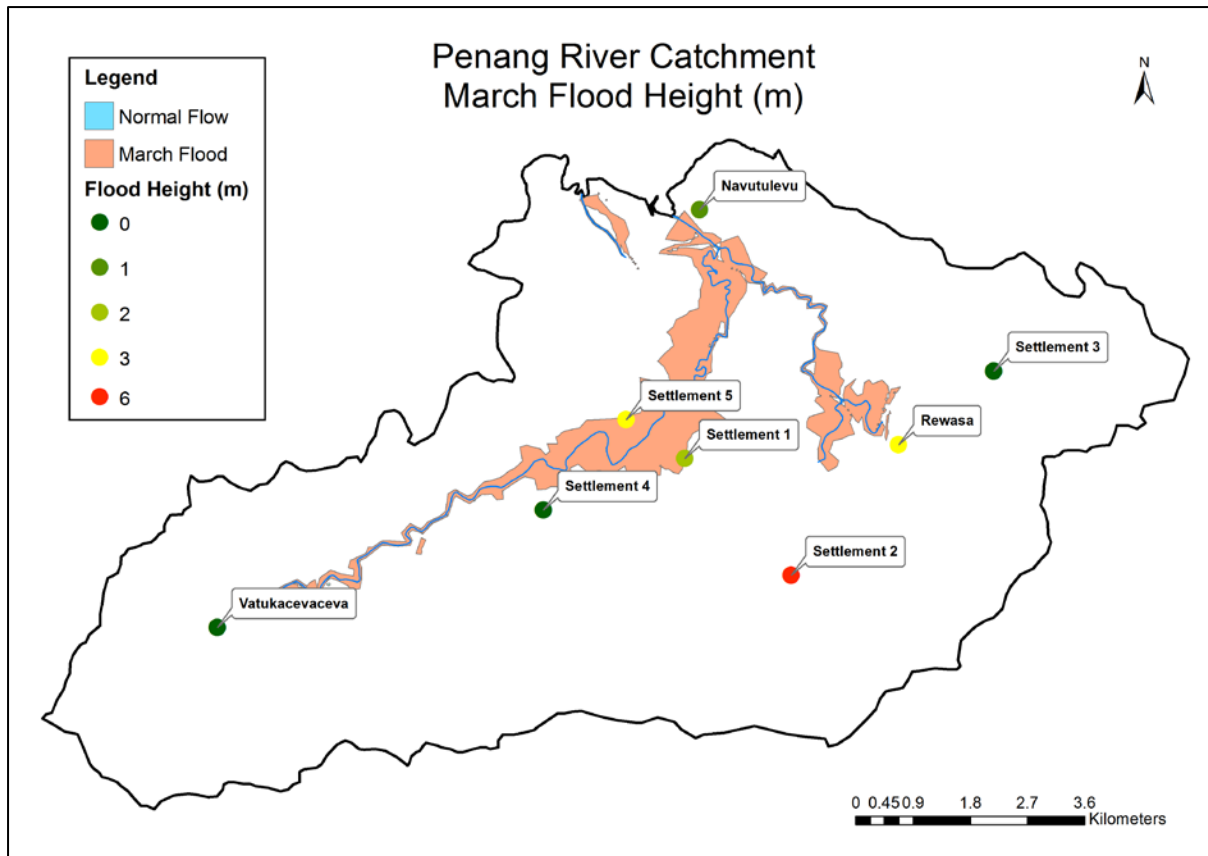 Penang River Catchment
March Flood Height (m)
N
Legend
Normal Flow
March Flood
Flood Height (m)
0
1
2
3
6
Navutulevu
Settlement 3
Settlement 5
Rewasa
Settlement 1
Settlement 4
Settlement 2
Vatukacevaceva
0 0.45 0.9 1.8 2.7 3.6
Kilometers